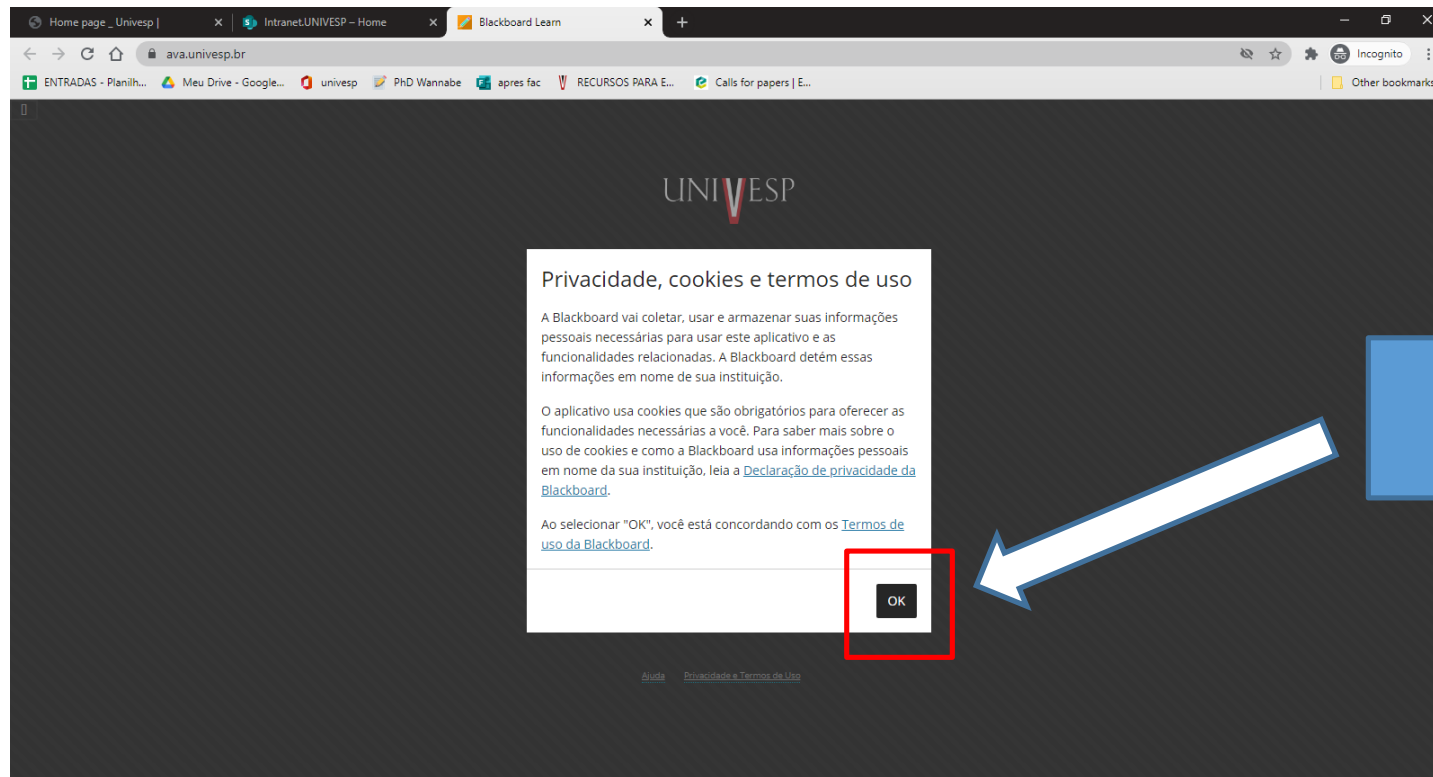 Home page _ Univesp |
Intranet.UNIVESP – Home
Blackboard Learn
ava.univesp.br
Incognito
ENTRADAS - Planilh...
Meu Drive - Google...
univesp
PhD Wannabe
apres fac
RECURSOS PARA E...
Calls for papers | E...
Other bookmarks
UNIVESP
Privacidade, cookies e termos de uso
A Blackboard vai coletar, usar e armazenar suas informações
pessoais necessárias para usar este aplicativo e as
funcionalidades relacionadas. A Blackboard detém essas
informações em nome de sua instituição.
O aplicativo usa cookies que são obrigatórios para oferecer as
funcionalidades necessárias a você. Para saber mais sobre o
uso de cookies e como a Blackboard usa informações pessoais
em nome da sua instituição, leia a Declaração de privacidade da
Blackboard.
Ao selecionar "OK", você está concordando com os Termos de
uso da Blackboard.
OK
Ajuda
Privacidade e Termos de Uso